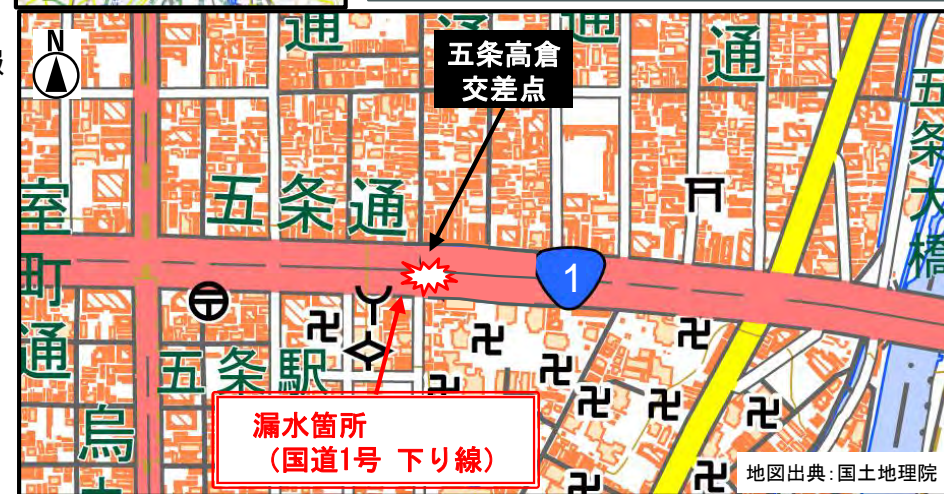 N
通
通
通
通
五条高倉
交差点
五条大橋
室町通
五条通
1
五条駅
烏
漏水箇所
（国道1号 下り線）
地図出典：国土地理院